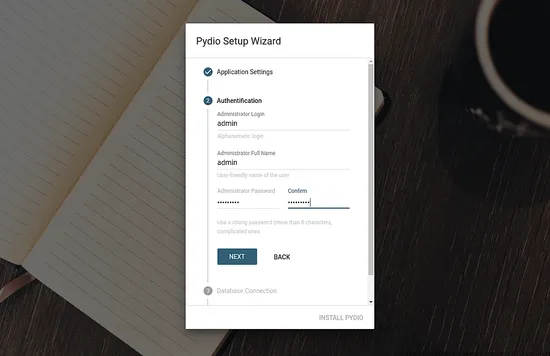 Pydio Setup Wizard
Application Settings
2 Authentification
Administrator Login
admin
Alphanumeric login
Administrator Full Name
admin
User-friendly name of the user
Administrator Password Confirm
••••••••• •••••••••
Use a strong password (more than 8 characters,
complicated ones
NEXT BACK
3 Database Connection
INSTALL PYDIO